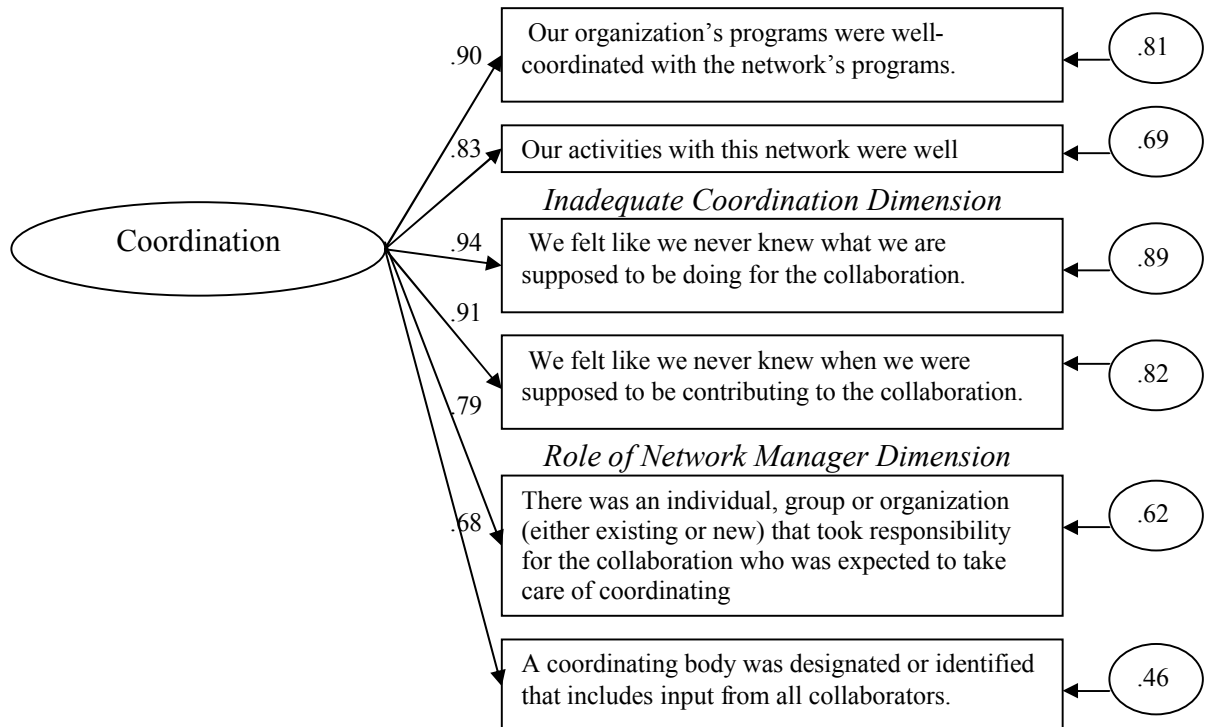 Our organization’s programs were well-
coordinated with the network’s programs.
.90
.81
.83
Our activities with this network were well
.69
Inadequate Coordination Dimension
Coordination
.94
We felt like we never knew what we are
supposed to be doing for the collaboration.
.89
.91
We felt like we never knew when we were
supposed to be contributing to the collaboration.
.82
.79
Role of Network Manager Dimension
There was an individual, group or organization
(either existing or new) that took responsibility
for the collaboration who was expected to take
care of coordinating
.62
.68
A coordinating body was designated or identified
that includes input from all collaborators.
.46